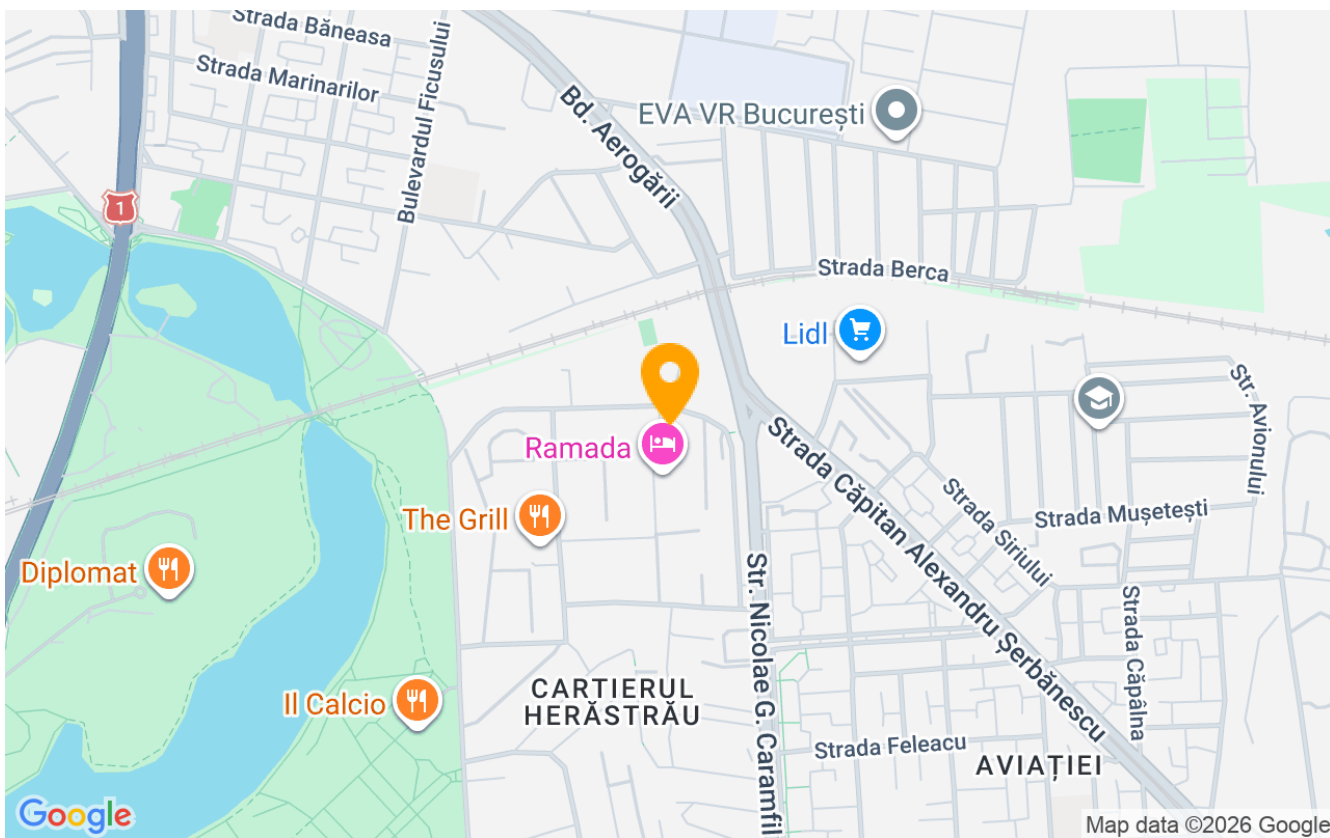 Strada Băneasa
Strada Marinarilor
Bulevardul Ficusului
Bd. Aerogării
EVA VR București
1
Strada Berca
Lidl
Str. Avionului
Ramada
The Grill
Strada Căpitan Alexandru Șerbănescu
Strada Siriului
Strada Mușetești
Diplomat
Str. Nicolae G. Caramfil
Strada Căpâlna
Il Calcio
CARTIERUL
HERĂSTRĂU
Strada Feleacu
AVIAȚIEI
Google
Map data ©2026 Google